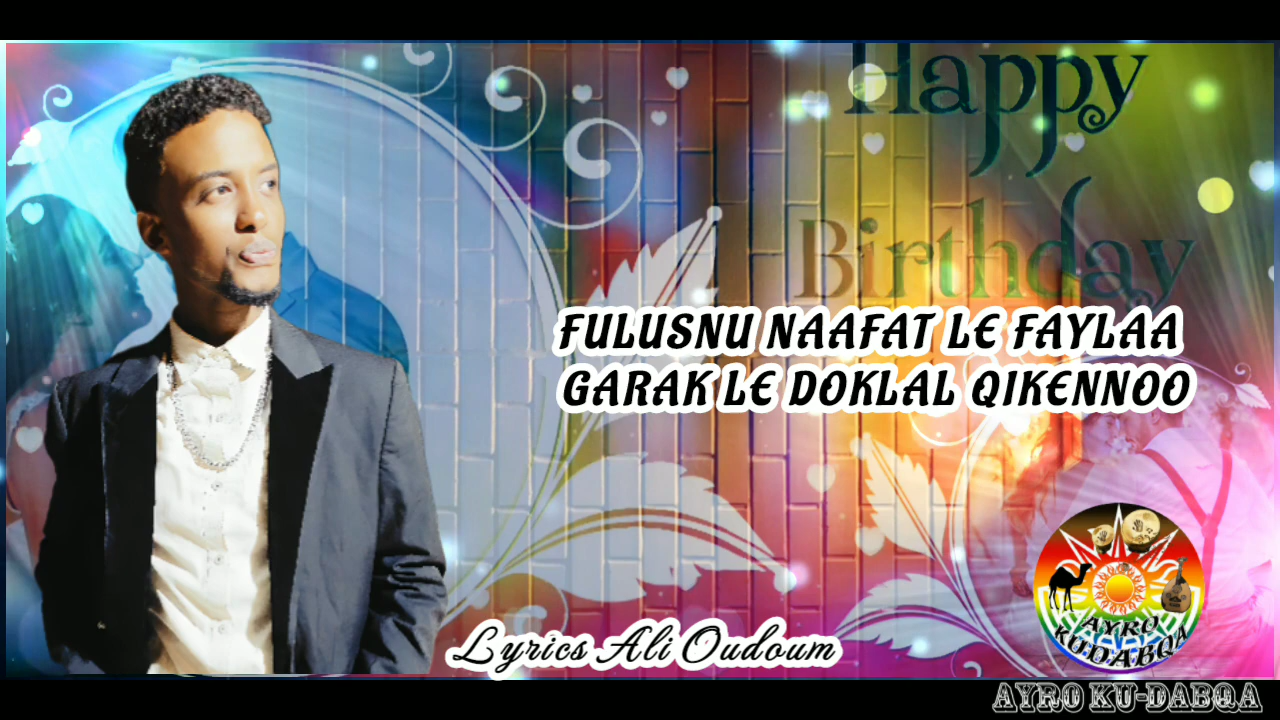 Happy
Birthday
FULUSNU NAAFAT LE FAYLAA
GARAK LE DOKLAL QIKENNOO
Lyrics Ali Oudoum
AYRO
KUDABQA
AYRO KU-DABQA